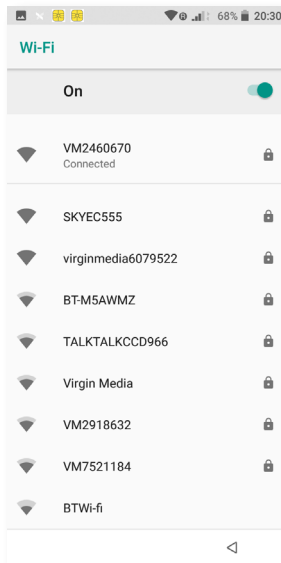 68% 20:30
Wi-Fi
On
VM2460670
Connected
SKYEC555
virginmedia6079522
BT-M5AWMZ
TALKTALKCCD966
Virgin Media
VM2918632
VM7521184
BTWi-fi